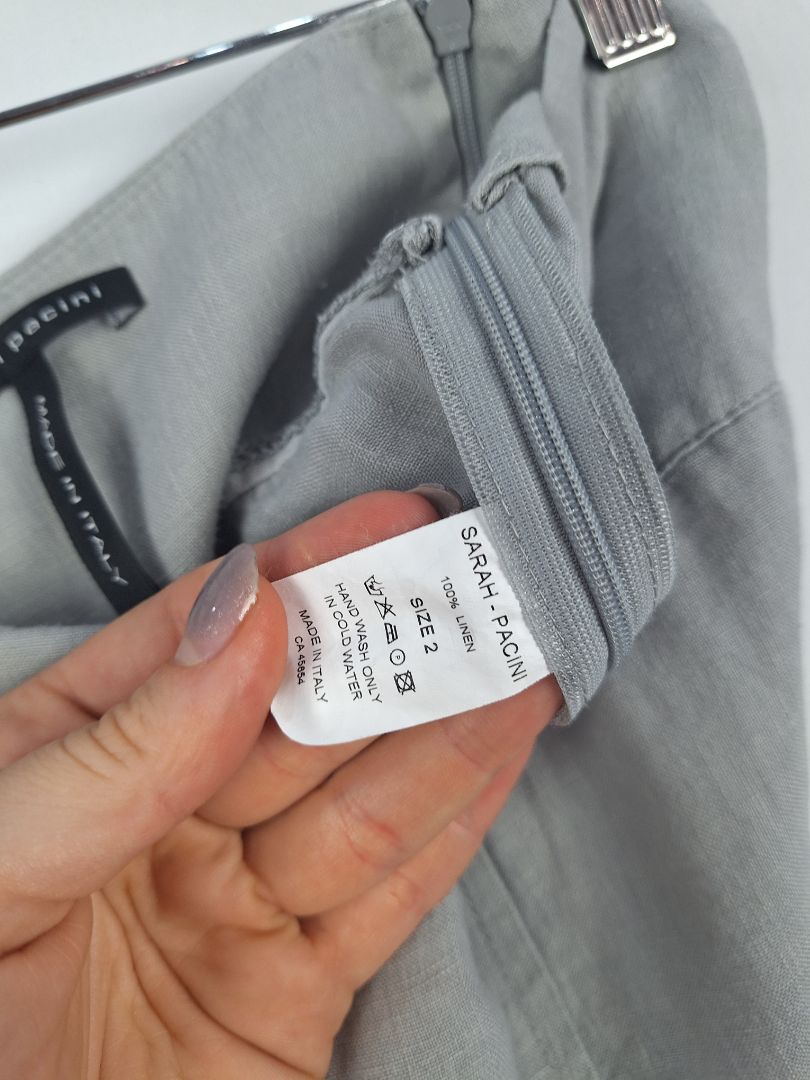 pacini
MADE IN ITALY
SARAH - PACINI
100% LINEN
SIZE 2
P
HAND WASH ONLY
IN COLD WATER
MADE IN ITALY
CA 45654